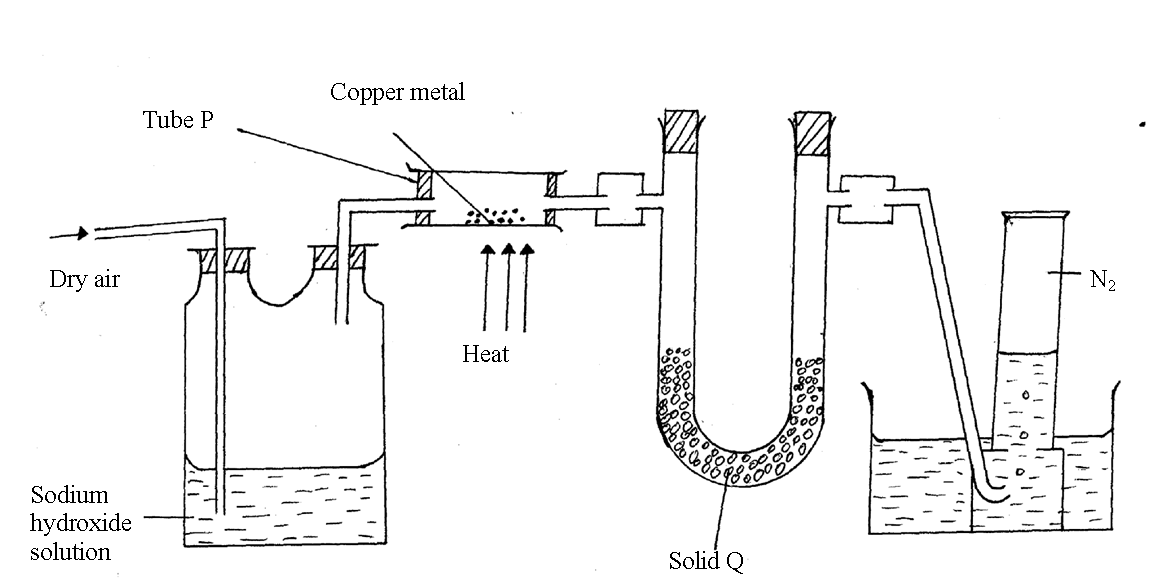 Copper metal
Tube P
Dry air
N₂
Heat
Sodium
hydroxide
solution
Solid Q